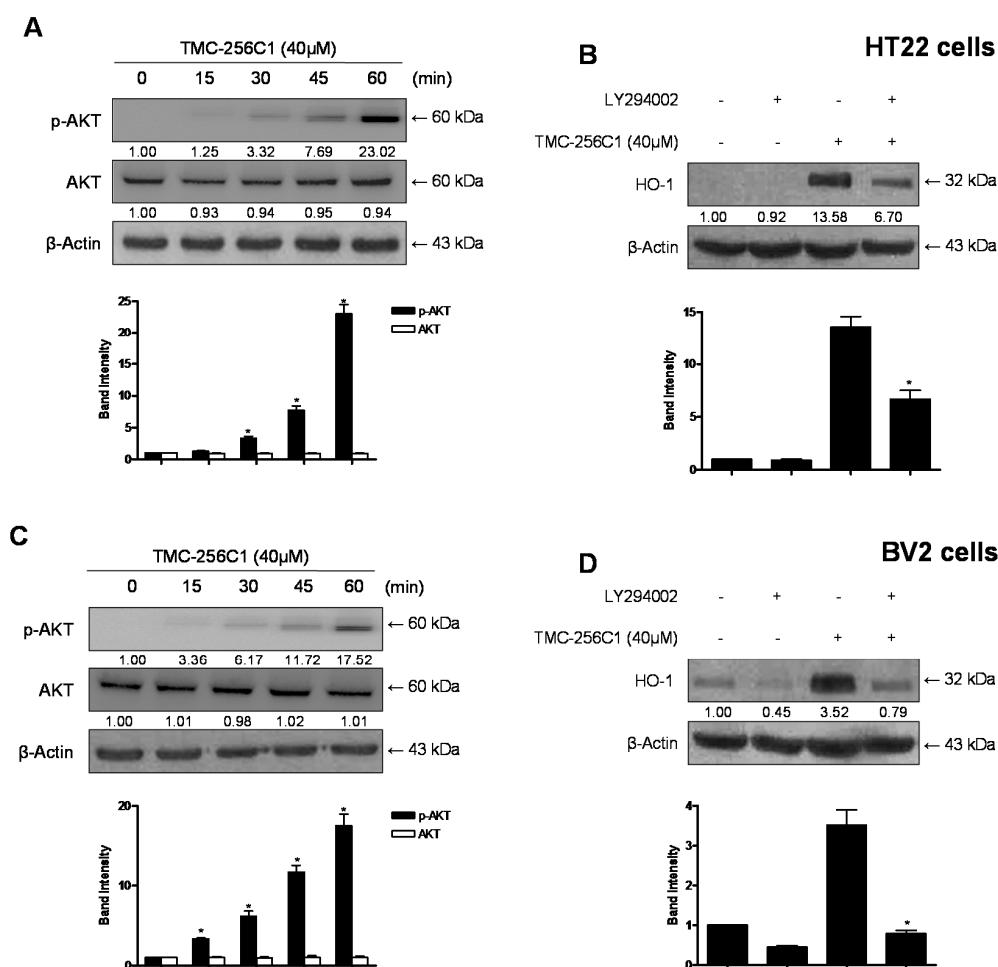 A
TMC-256C1 (40μM)
0 15 30 45 60 (min)
p-AKT ← 60 kDa
1.00 1.25 3.32 7.69 23.02
AKT ← 60 kDa
1.00 0.93 0.94 0.95 0.94
β-Actin ← 43 kDa
25
20
15
10
5
0
Band Intensity
* * *
p-AKT
AKT
B
HT22 cells
LY294002 - + - +
TMC-256C1 (40μM) - - + +
HO-1 ← 32 kDa
1.00 0.92 13.58 6.70
β-Actin ← 43 kDa
15
10
5
0
Band Intensity
*
C
TMC-256C1 (40μM)
0 15 30 45 60 (min)
p-AKT ← 60 kDa
1.00 3.36 6.17 11.72 17.52
AKT ← 60 kDa
1.00 1.01 0.98 1.02 1.01
β-Actin ← 43 kDa
20
10
0
Band Intensity
* * * *
p-AKT
AKT
D
BV2 cells
LY294002 - + - +
TMC-256C1 (40μM) - - + +
HO-1 ← 32 kDa
1.00 0.45 3.52 0.79
β-Actin ← 43 kDa
4
3
2
1
0
Band Intensity
*